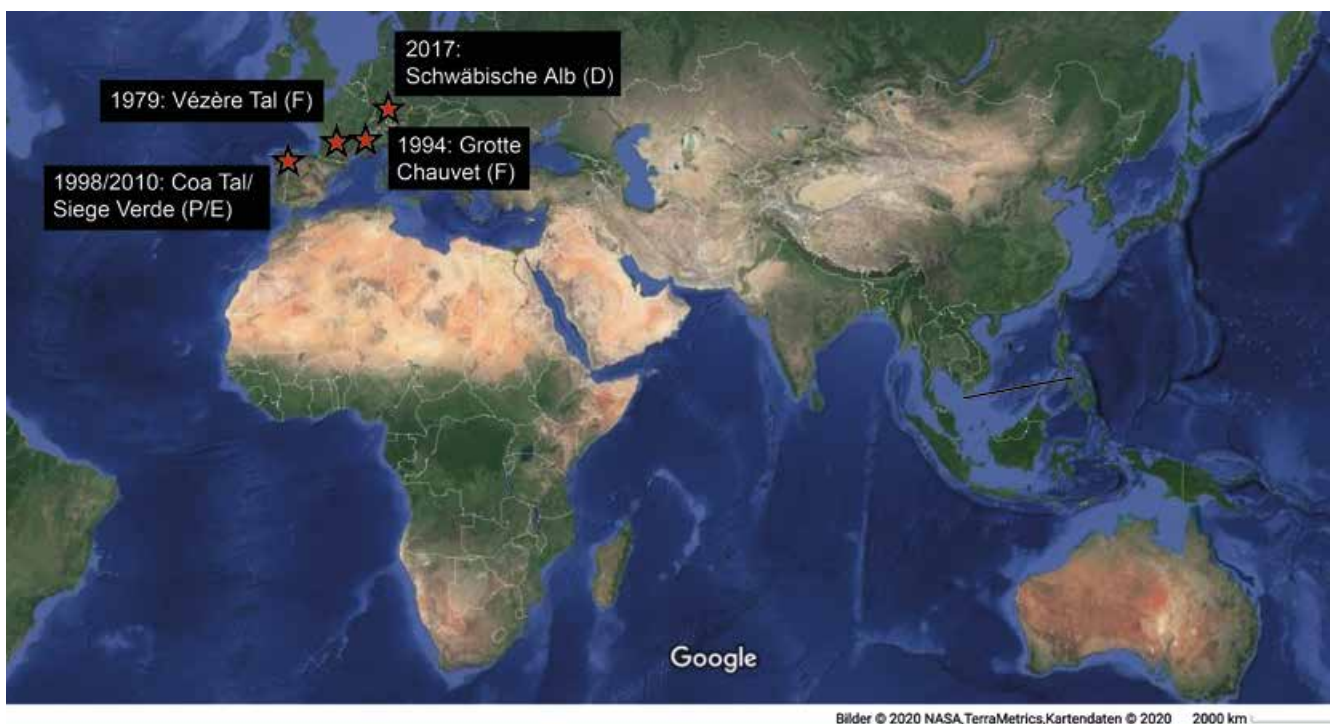 2017:
Schwäbische Alb (D)
1979: Vézère Tal (F)
1994: Grotte
Chauvet (F)
1998/2010: Coa Tal/
Siege Verde (P/E)
Google
Bilder © 2020 NASA,TerraMetrics,Kartendaten © 2020 2000 km